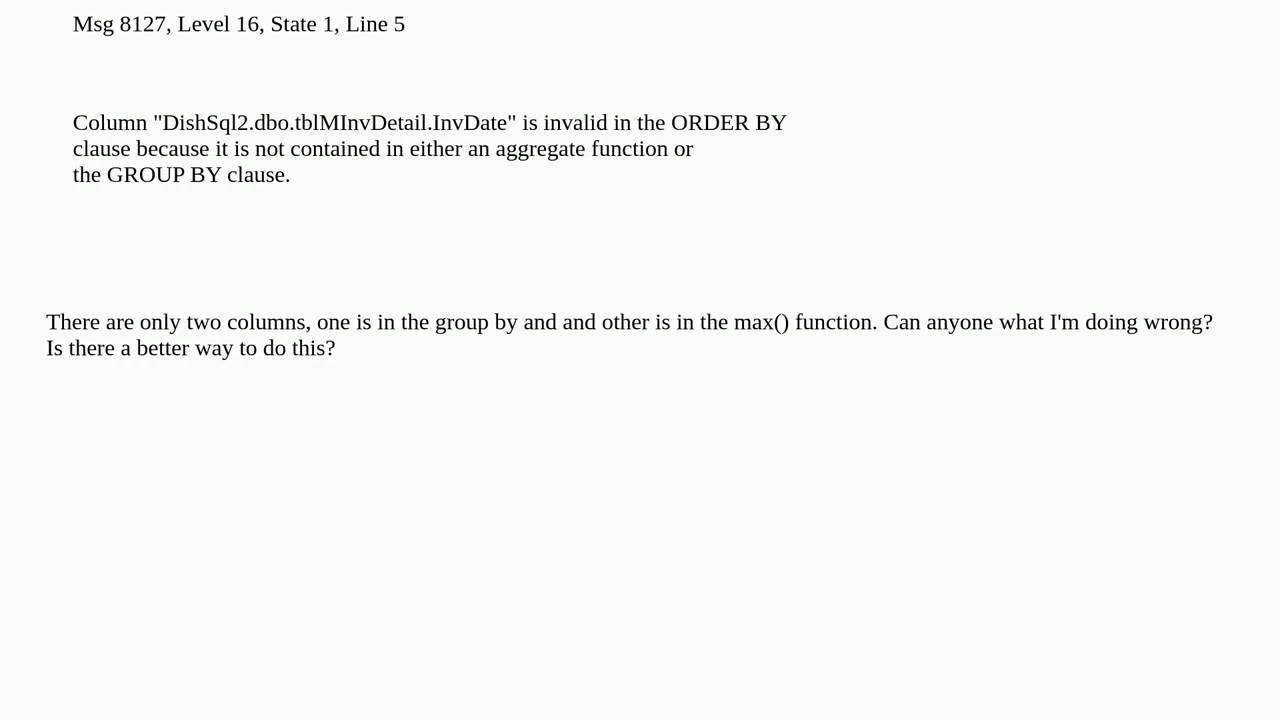 Msg 8127, Level 16, State 1, Line 5
Column "DishSql2.dbo.tblMInvDetail.InvDate" is invalid in the ORDER BY
clause because it is not contained in either an aggregate function or
the GROUP BY clause.
There are only two columns, one is in the group by and and other is in the max() function. Can anyone what I'm doing wrong?
Is there a better way to do this?